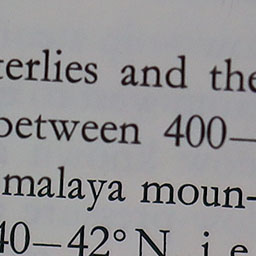 terlies and the
between 400—
malaya moun-
40—42° N, i.e.